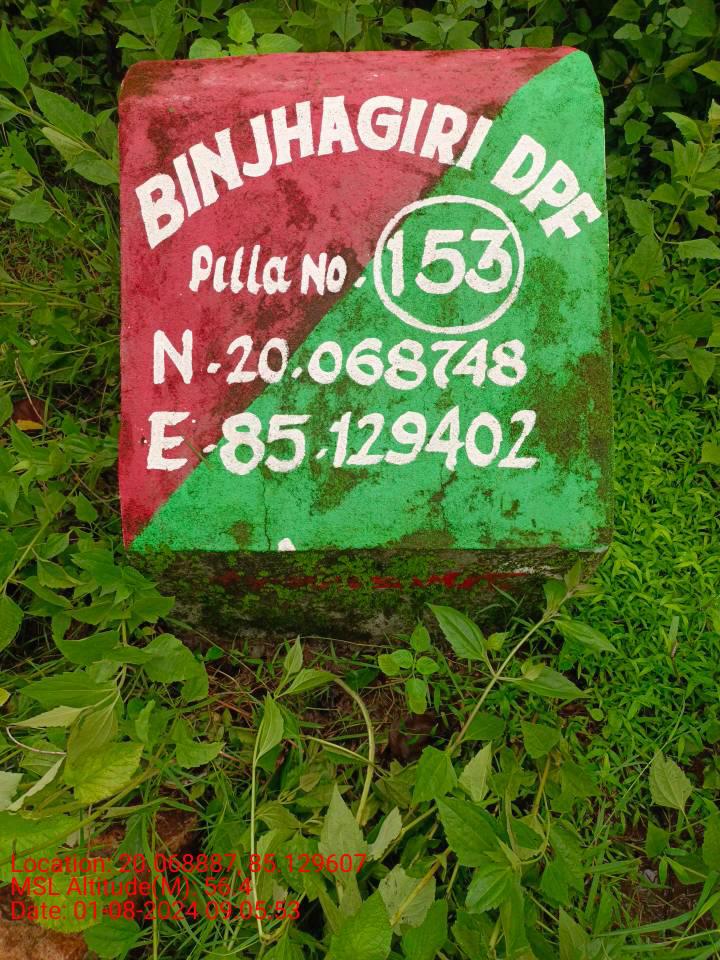 BINJHAGIRI DPF
Pilla No. 153
N-20.068748
E-85.129402
Location: 20.068887, 85.129607
MSL Altitude(M): 56.4
Date: 01-08-2024 09:05:53